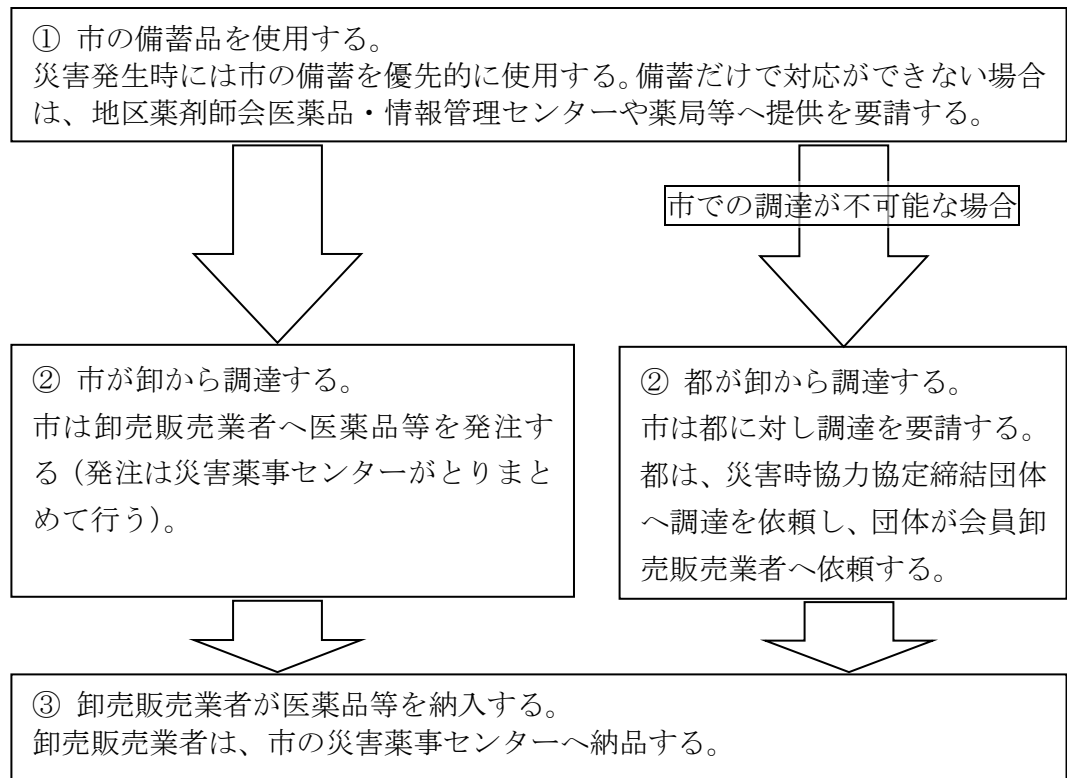 ① 市の備蓄品を使用する。
災害発生時には市の備蓄を優先的に使用する。備蓄だけで対応ができない場合
は、地区薬剤師会医薬品・情報管理センターや薬局等へ提供を要請する。
市での調達が不可能な場合
② 市が卸から調達する。
市は卸売販売業者へ医薬品等を発注す
る（発注は災害薬事センターがとりまと
めて行う）。
② 都が卸から調達する。
市は都に対し調達を要請する。
都は、災害時協力協定締結団体
へ調達を依頼し、団体が会員卸
売販売業者へ依頼する。
③ 卸売販売業者が医薬品等を納入する。
卸売販売業者は、市の災害薬事センターへ納品する。